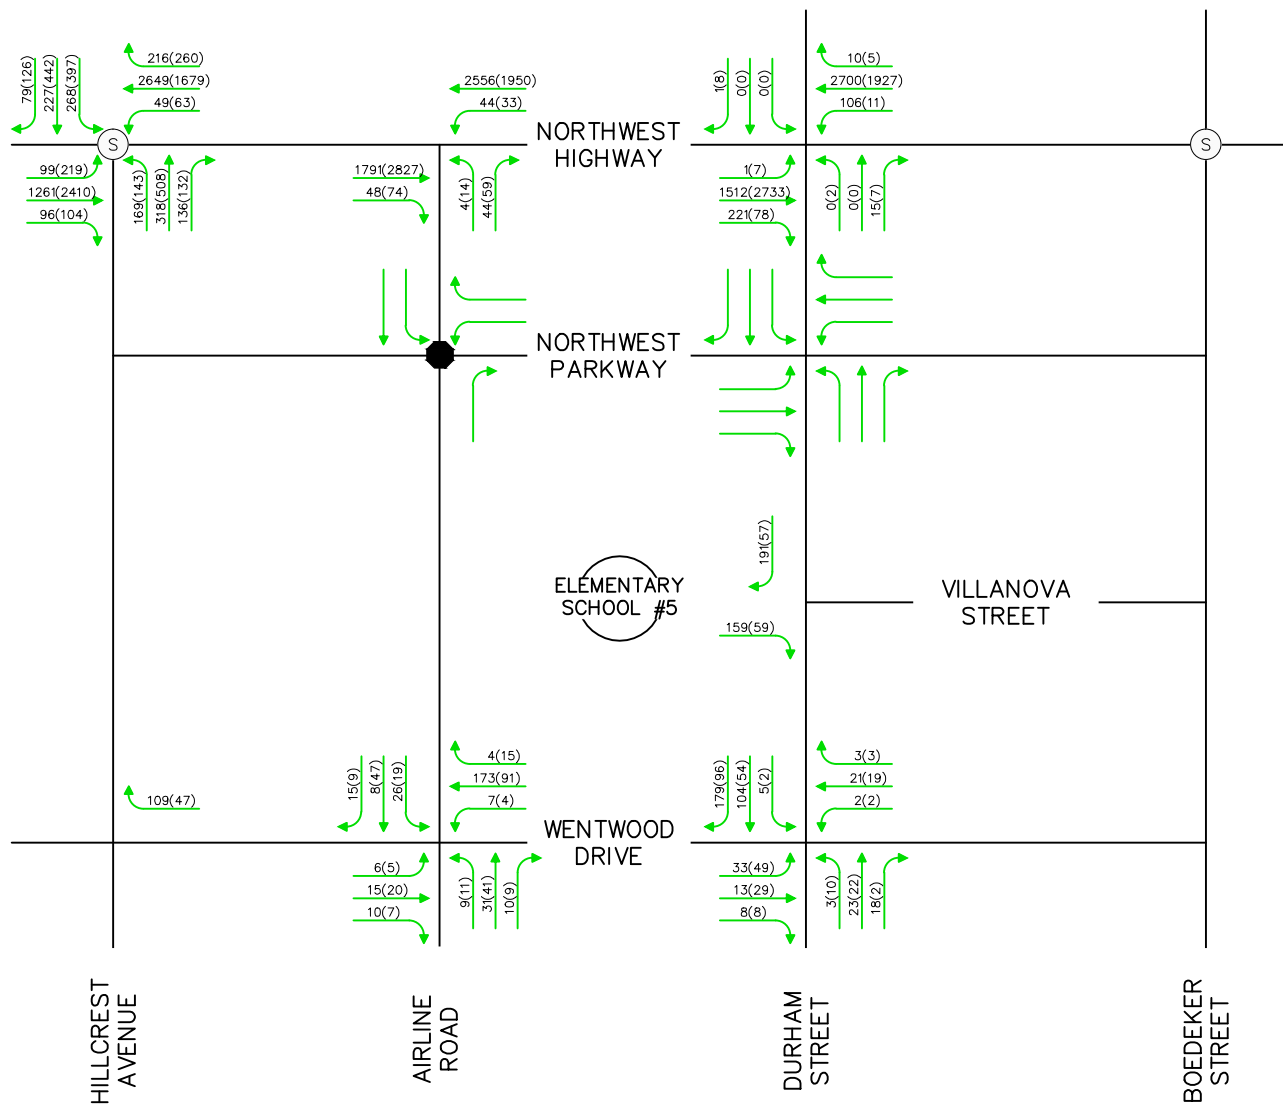 79(126)
227(442)
268(397)
216(260)
2649(1679)
49(63)
2556(1950)
44(33)
1(8)
0(0)
0(0)
10(5)
2700(1927)
106(11)
S
NORTHWEST
HIGHWAY
S
99(219)
1261(2410)
96(104)
169(143)
318(508)
136(132)
1791(2827)
48(74)
4(14)
44(59)
1(7)
1512(2733)
221(78)
0(2)
0(0)
15(7)
NORTHWEST
PARKWAY
191(57)
ELEMENTARY
SCHOOL #5
VILLANOVA
STREET
159(59)
109(47)
15(9)
8(47)
26(19)
4(15)
173(91)
7(4)
179(96)
104(54)
5(2)
3(3)
21(19)
2(2)
WENTWOOD
DRIVE
6(5)
15(20)
10(7)
9(11)
31(41)
10(9)
33(49)
13(29)
8(8)
3(10)
23(22)
18(2)
HILLCREST
AVENUE
AIRLINE
ROAD
DURHAM
STREET
BOEDEKER
STREET